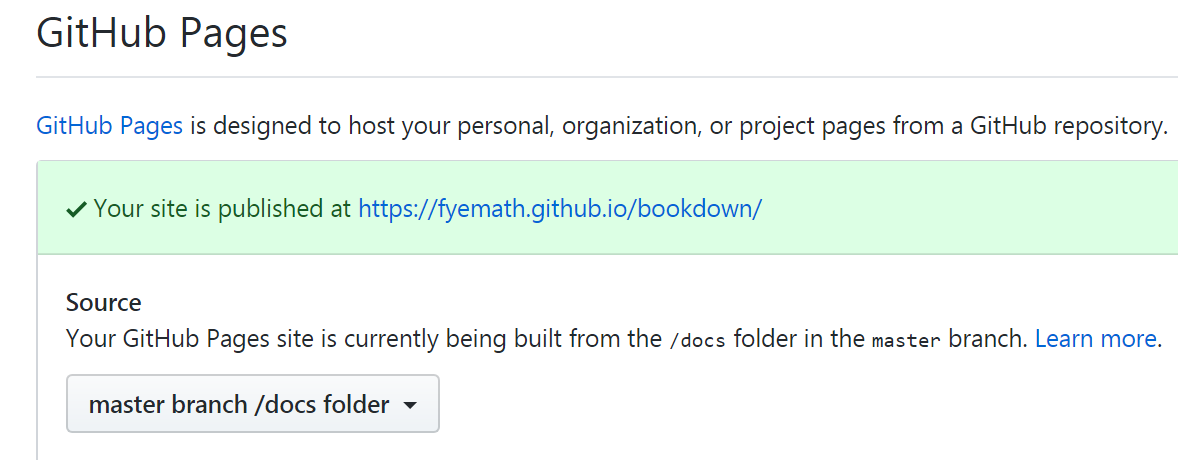 GitHub Pages
GitHub Pages is designed to host your personal, organization, or project pages from a GitHub repository.
Your site is published at https://fyemath.github.io/bookdown/
Source
Your GitHub Pages site is currently being built from the /docs folder in the master branch. Learn more.
master branch /docs folder